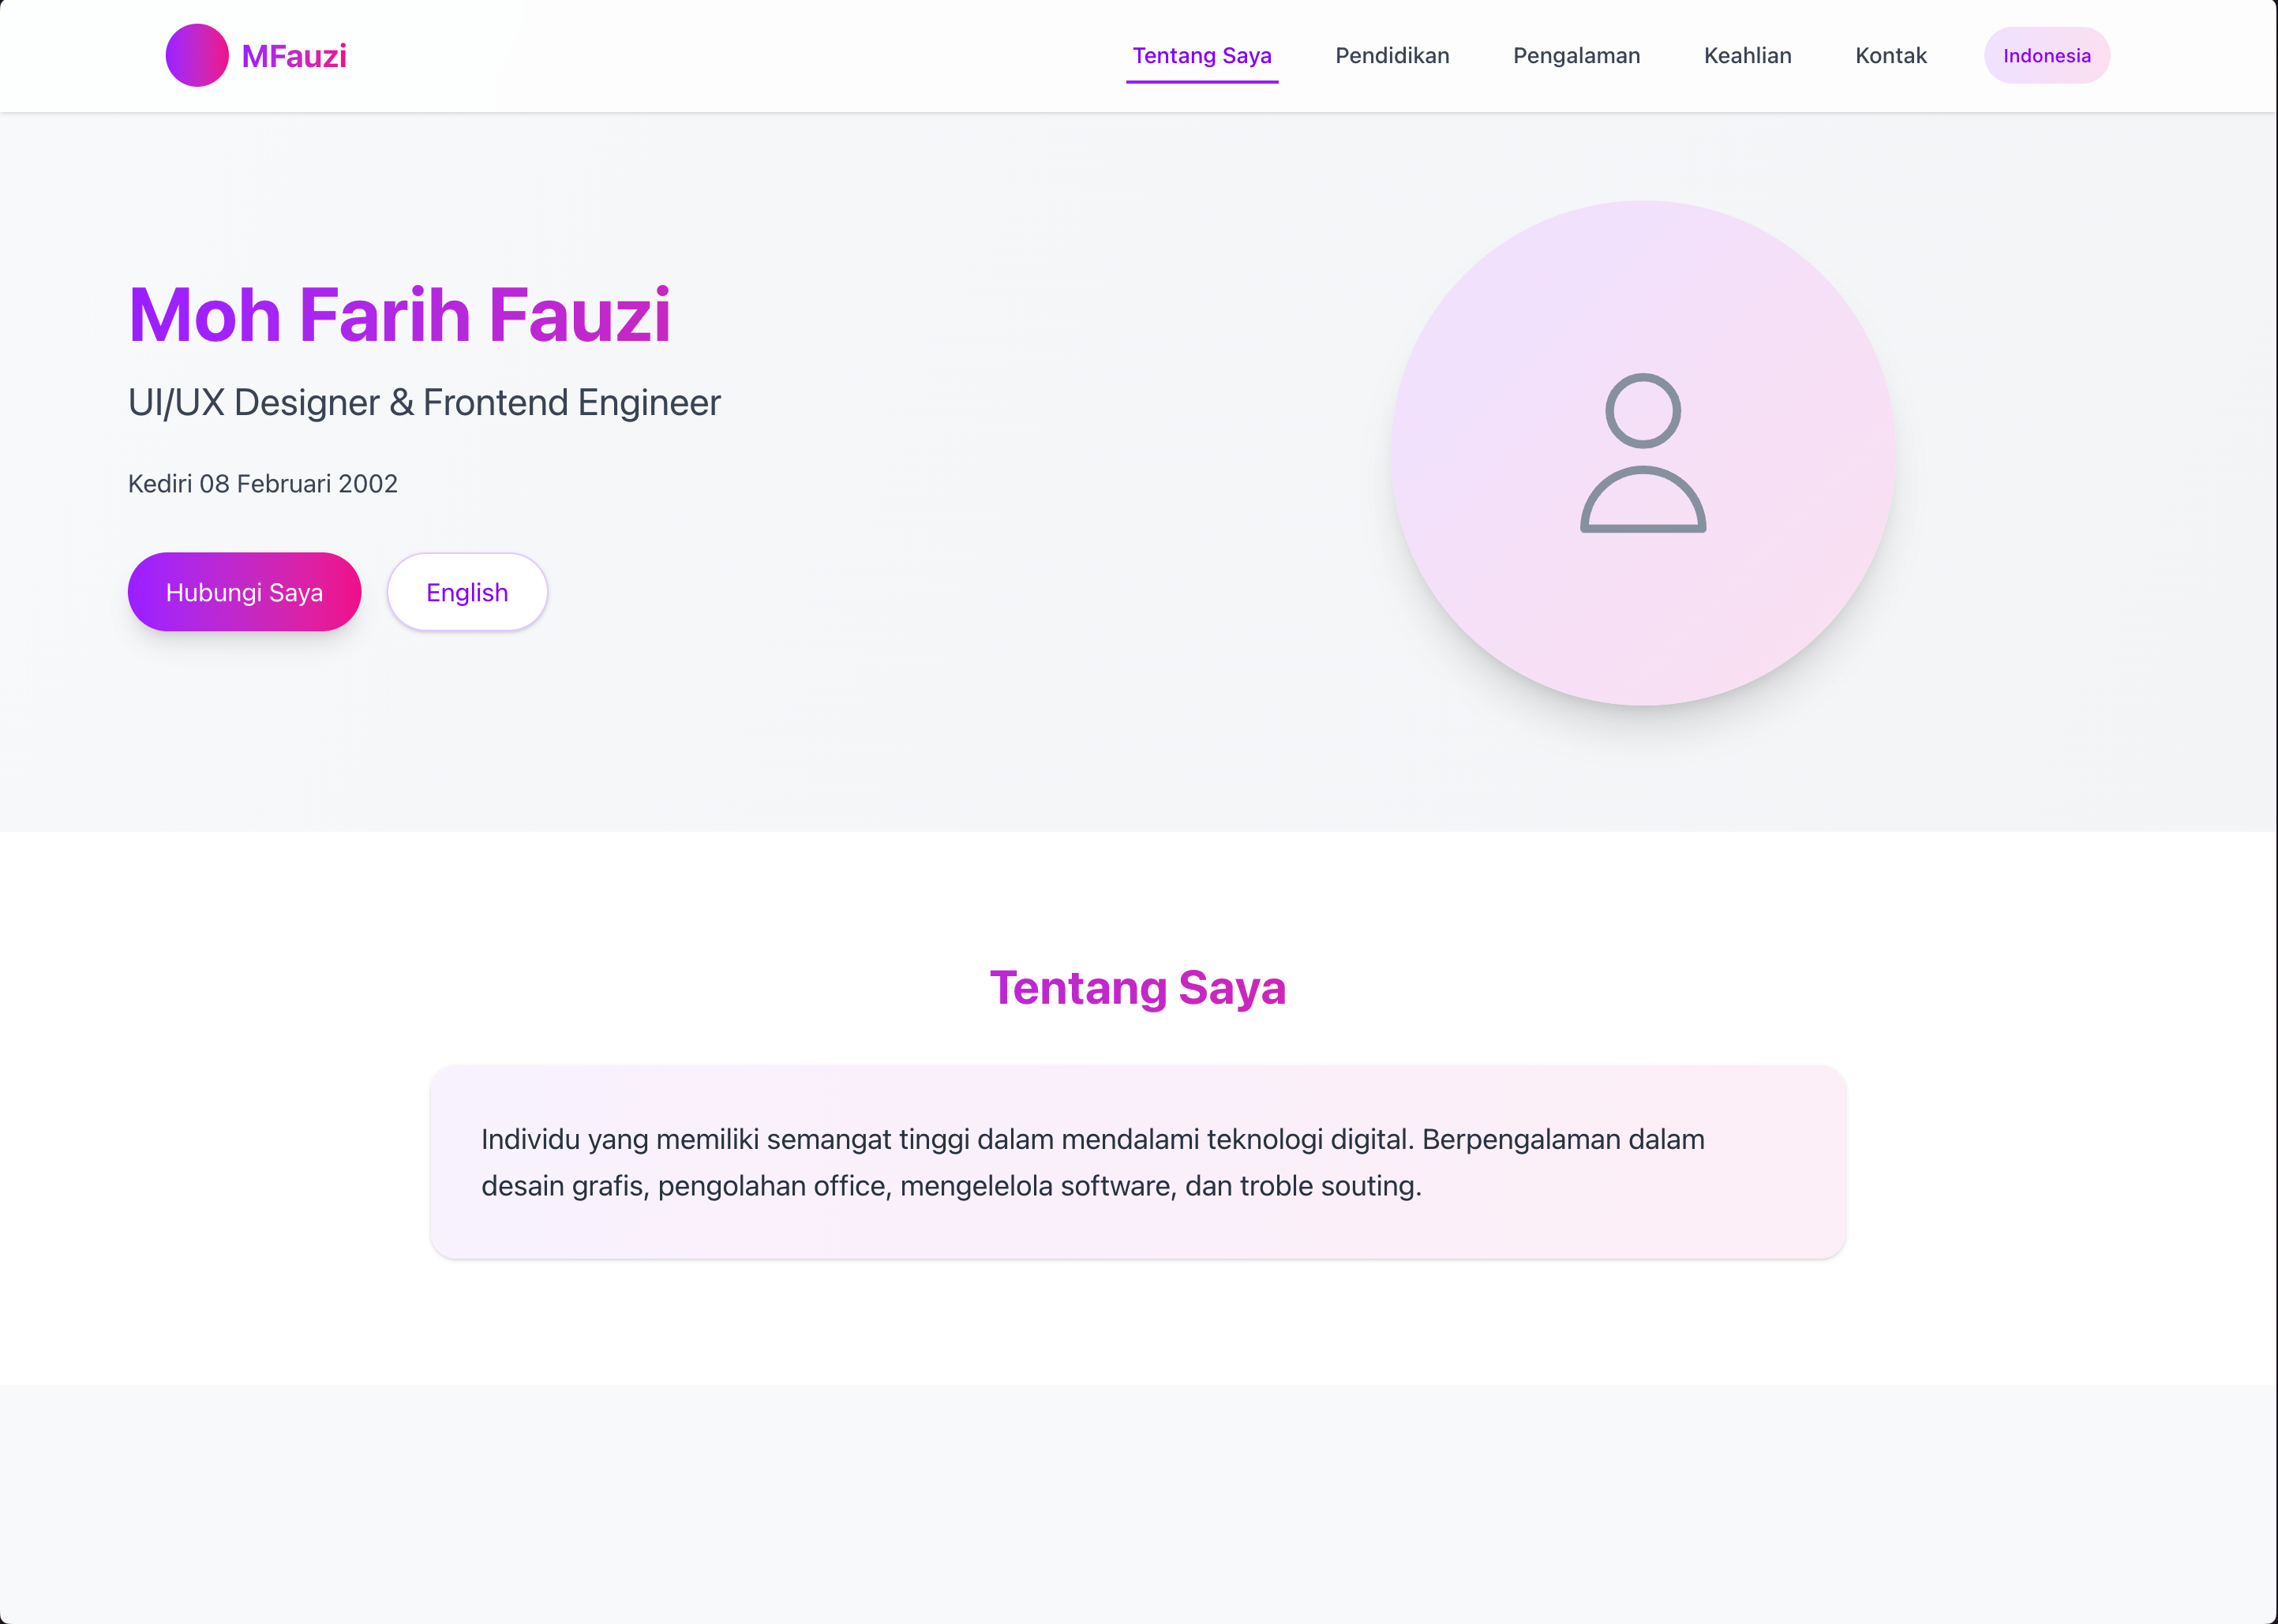 MFauzi
Tentang Saya
Pendidikan
Pengalaman
Keahlian
Kontak
Indonesia
Moh Farih Fauzi
UI/UX Designer & Frontend Engineer
Kediri 08 Februari 2002
Hubungi Saya
English
Tentang Saya
Individu yang memiliki semangat tinggi dalam mendalami teknologi digital. Berpengalaman dalam
desain grafis, pengolahan office, mengelelola software, dan troble souting.